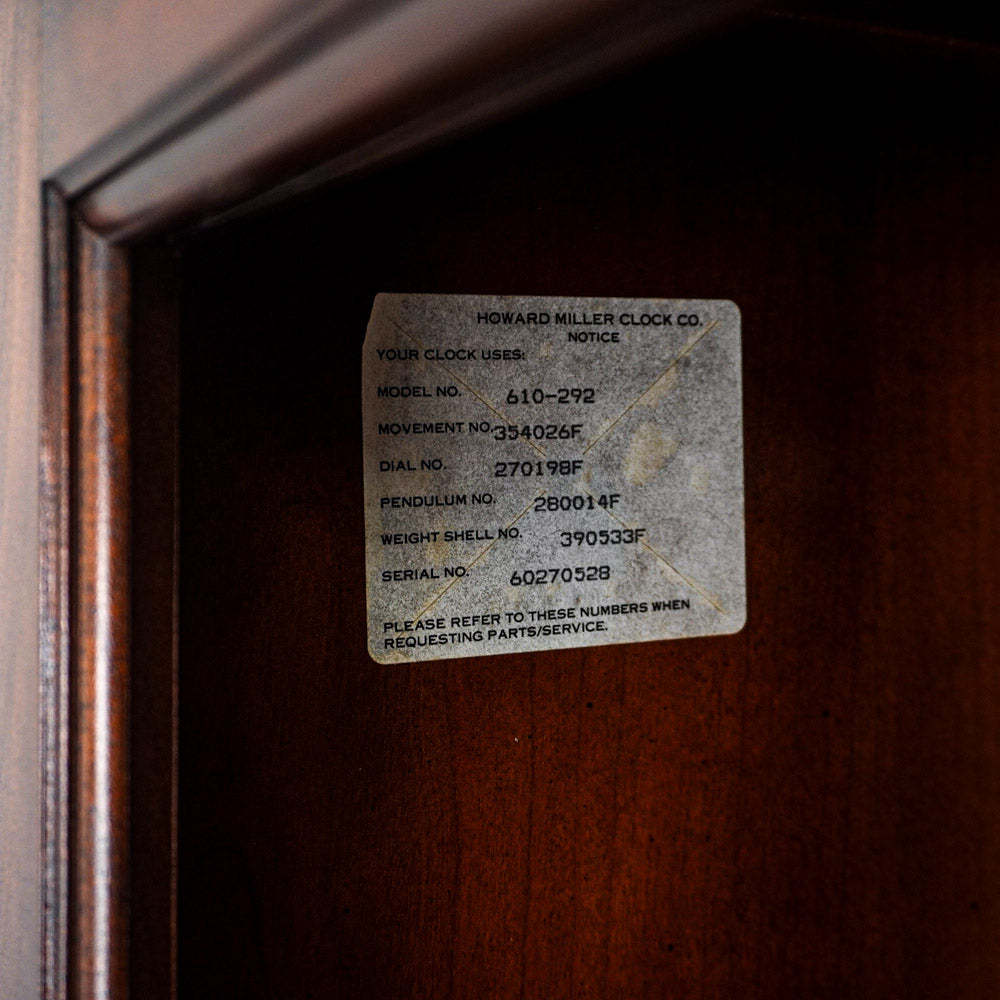 HOWARD MILLER CLOCK CO.
NOTICE
YOUR CLOCK USES:
MODEL NO. 610-292
MOVEMENT NO. 354026F
DIAL NO. 270198F
PENDULUM NO. 280014F
WEIGHT SHELL NO. 390533F
SERIAL NO. 60270528
PLEASE REFER TO THESE NUMBERS WHEN
REQUESTING PARTS/SERVICE.